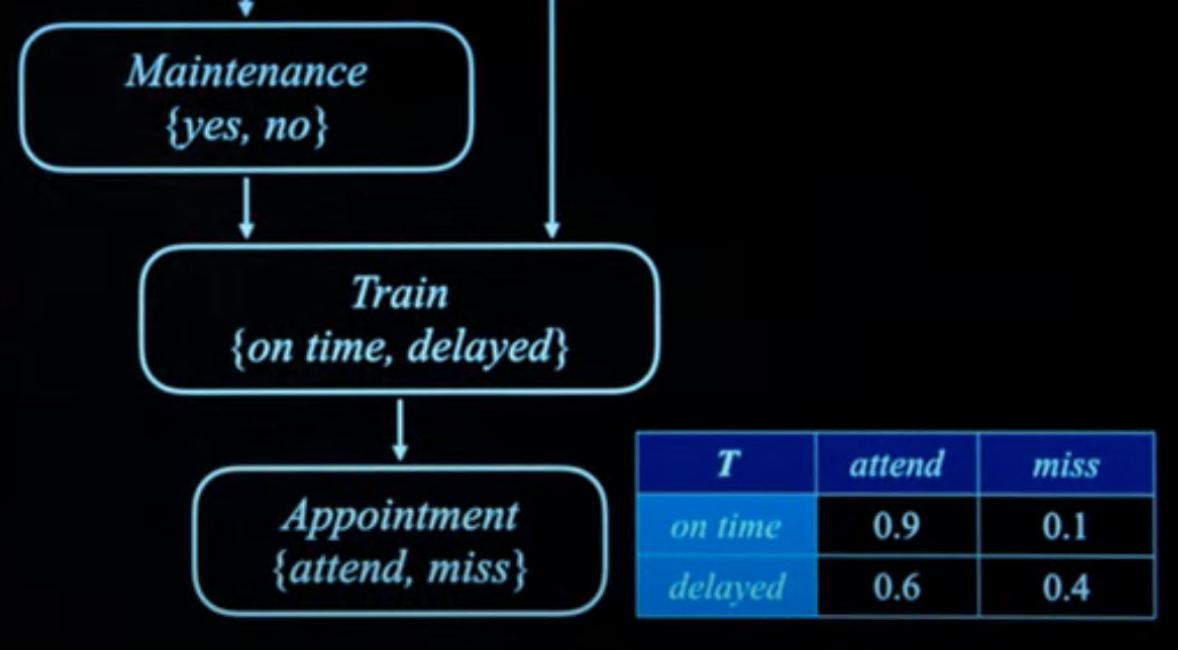 Maintenance
{yes, no}
Train
{on time, delayed}
Appointment
{attend, miss}
T attend miss
on time 0.9 0.1
delayed 0.6 0.4